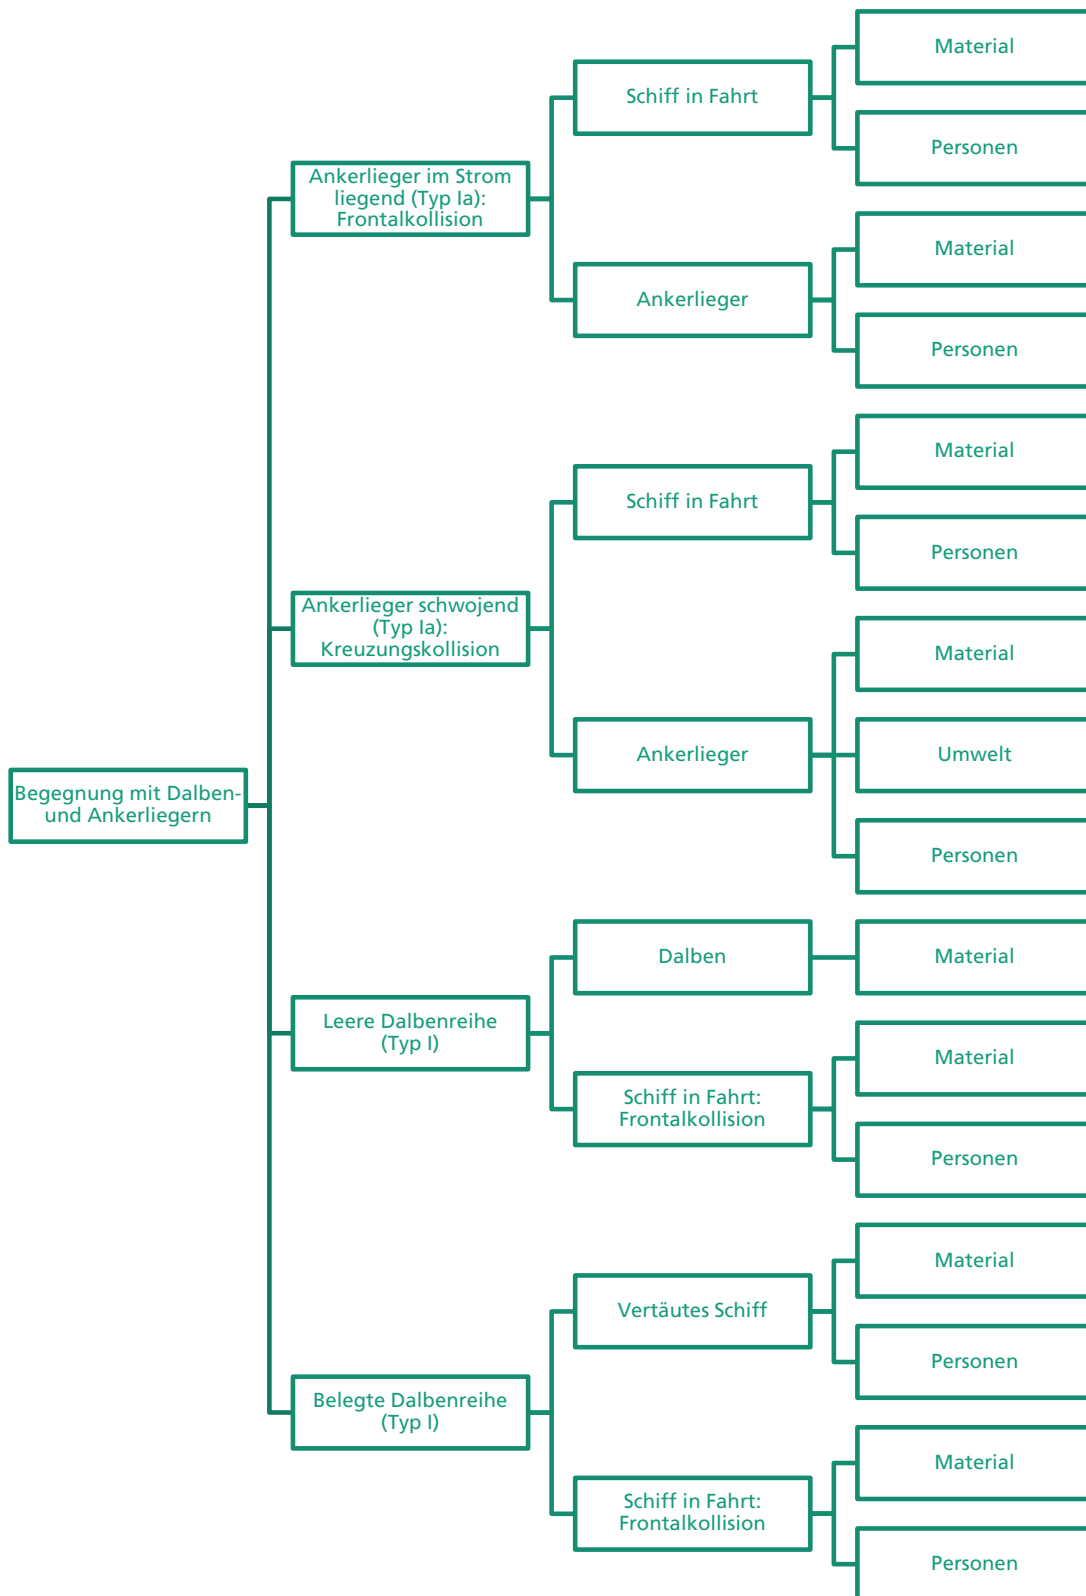 Begegnung mit Dalben-
und Ankerliegern
Ankerlieger im Strom
liegend (Typ Ia):
Frontalkollision
Schiff in Fahrt
Material
Personen
Ankerlieger
Material
Personen
Ankerlieger schwojend
(Typ Ia):
Kreuzungskollision
Schiff in Fahrt
Material
Personen
Ankerlieger
Material
Umwelt
Personen
Leere Dalbenreihe
(Typ I)
Dalben
Material
Schiff in Fahrt:
Frontalkollision
Material
Personen
Belegte Dalbenreihe
(Typ I)
Vertäutes Schiff
Material
Personen
Schiff in Fahrt:
Frontalkollision
Material
Personen